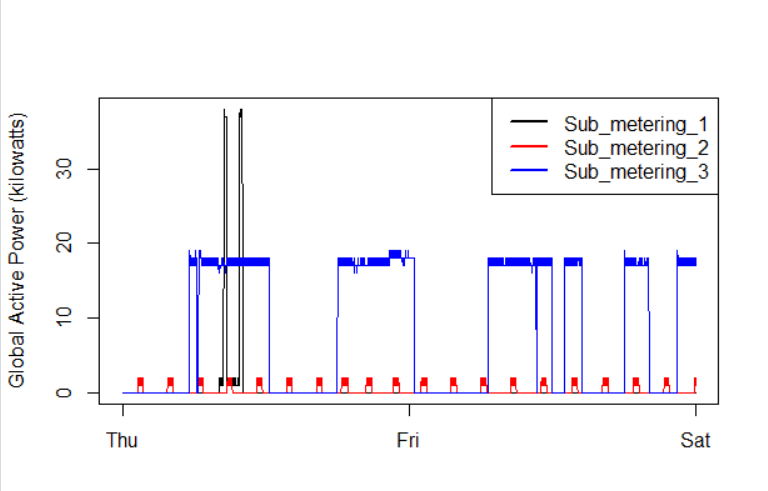 Global Active Power (kilowatts)
30
20
10
0
Sub_metering_1
Sub_metering_2
Sub_metering_3
Thu
Fri
Sat